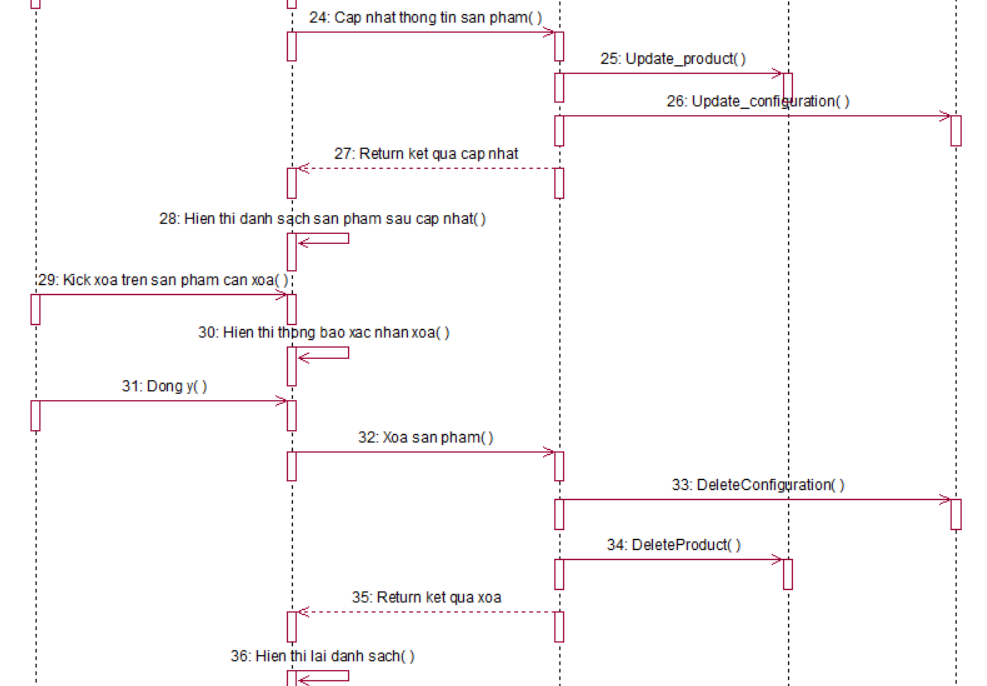 24: Cap nhat thong tin san pham( )
25: Update_product( )
26: Update_configuration( )
27: Return ket qua cap nhat
28: Hien thi danh sach san pham sau cap nhat( )
29: Kick xoa tren san pham can xoa( )
30: Hien thi thong bao xac nhan xoa( )
31: Dong y( )
32: Xoa san pham( )
33: DeleteConfiguration( )
34: DeleteProduct( )
35: Return ket qua xoa
36: Hien thi lai danh sach( )